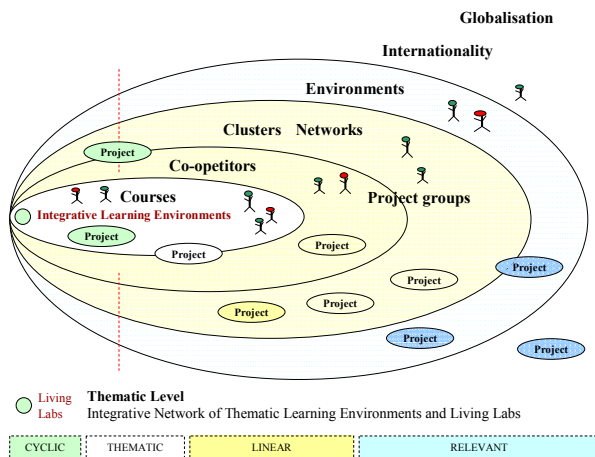 Globalisation
Internationality
Environments
Clusters Networks
Project
Co-opetitors
Courses
Project groups
Integrative Learning Environments
Project
Project
Project
Project
Project
Project
Project
Project
Project
Living
Labs
Thematic Level
Integrative Network of Thematic Learning Environments and Living Labs
CYCLIC
THEMATIC
LINEAR
RELEVANT